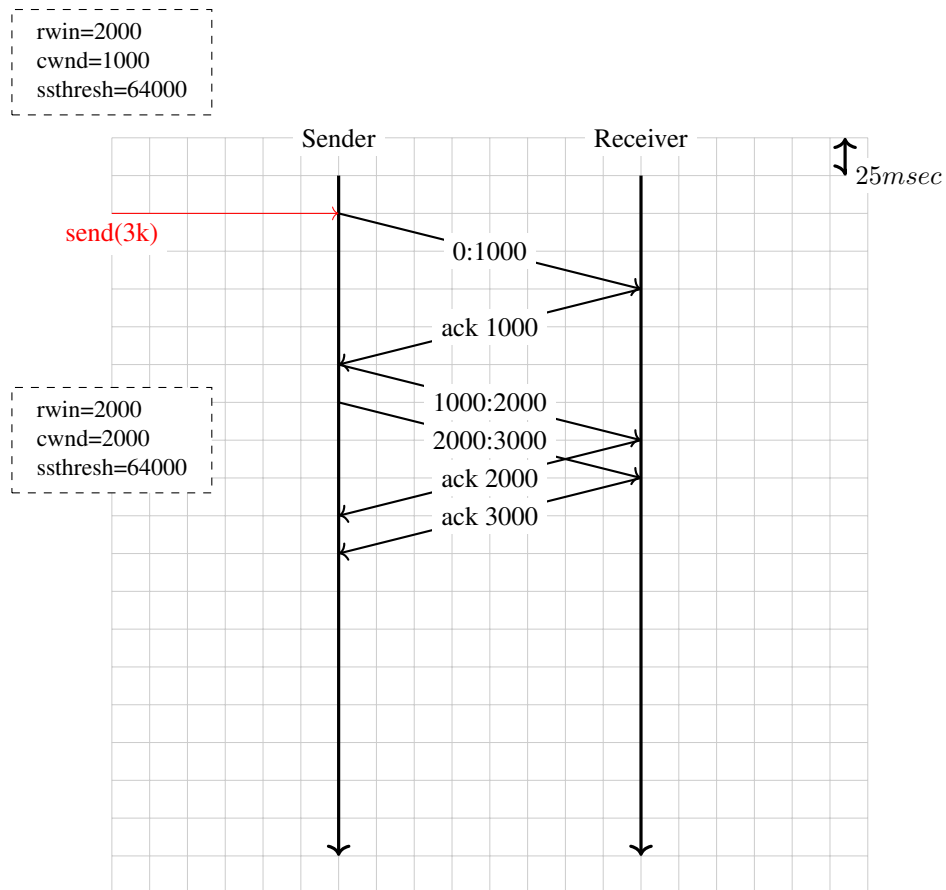 rwin=2000
cwnd=1000
ssthresh=64000
Sender
Receiver
25msec
send(3k)
0:1000
ack 1000
rwin=2000
cwnd=2000
ssthresh=64000
1000:2000
2000:3000
ack 2000
ack 3000